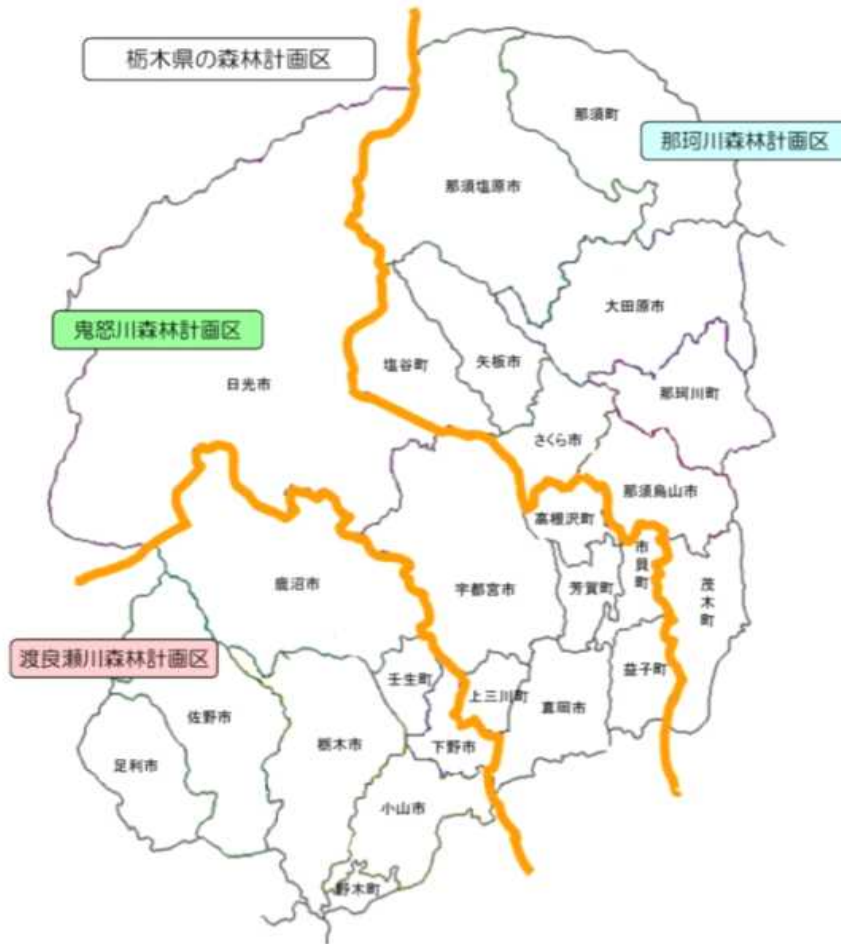 栃木県の森林計画区
那須町
那珂川森林計画区
那須塩原市
大田原市
鬼怒川森林計画区
塩谷町
矢板市
日光市
那珂川町
さくら市
那須烏山市
高根沢町
市貝町
鹿沼市
宇都宮市
芳賀町
茂木町
渡良瀬川森林計画区
壬生町
上三川町
益子町
真岡市
佐野市
栃木市
下野市
足利市
小山市
野木町